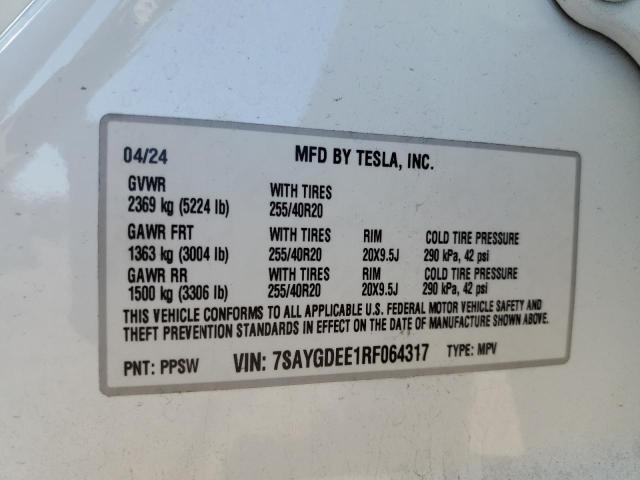 04/24 MFD BY TESLA, INC.
GVWR WITH TIRES
2369 kg (5224 lb) 255/40R20
GAWR FRT WITH TIRES RIM COLD TIRE PRESSURE
1363 kg (3004 lb) 255/40R20 20X9.5J 290 kPa, 42 psi
GAWR RR WITH TIRES RIM COLD TIRE PRESSURE
1500 kg (3306 lb) 255/40R20 20X9.5J 290 kPa, 42 psi
THIS VEHICLE CONFORMS TO ALL APPLICABLE U.S. FEDERAL MOTOR VEHICLE SAFETY AND
THEFT PREVENTION STANDARDS IN EFFECT ON THE DATE OF MANUFACTURE SHOWN ABOVE.
PNT: PPSW VIN: 7SAYGDEE1RF064317 TYPE: MPV